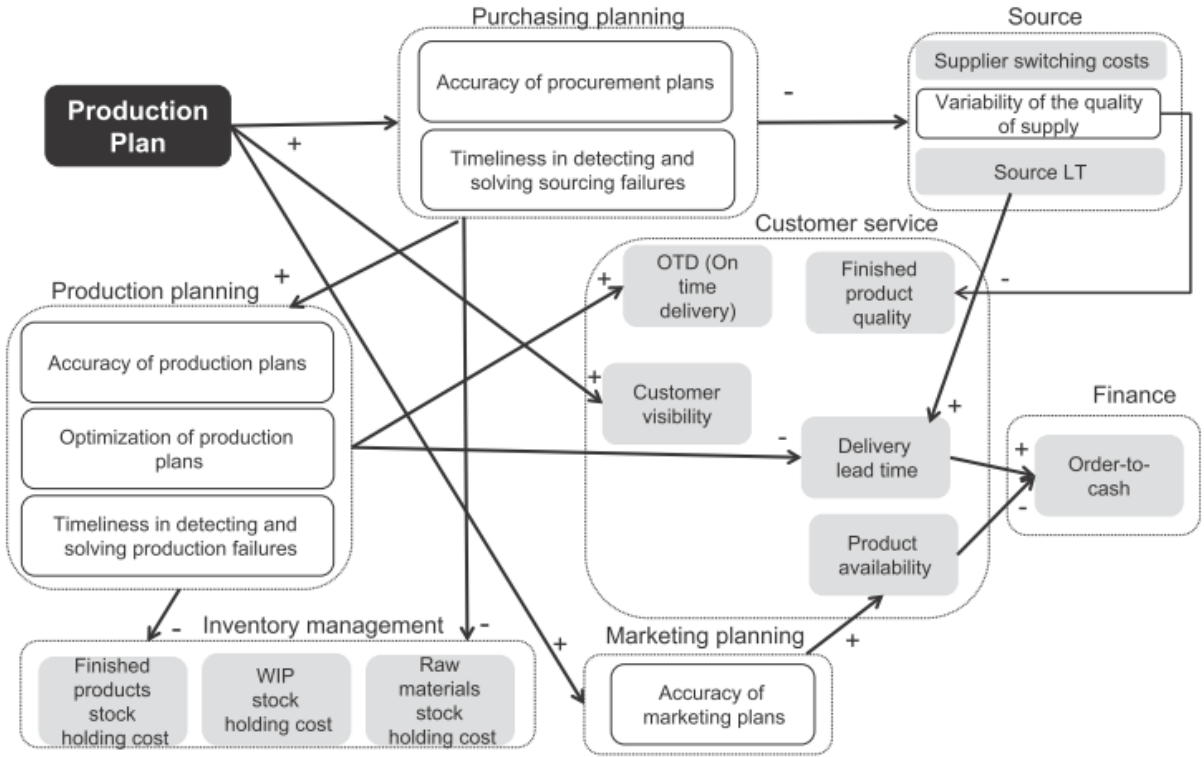 Purchasing planning
Source
Production
Plan
Accuracy of procurement plans
Timeliness in detecting and
solving sourcing failures
+
-
Supplier switching costs
Variability of the quality
of supply
Source LT
Customer service
+
Production planning
Accuracy of production plans
Optimization of production
plans
Timeliness in detecting and
solving production failures
+
OTD (On
time
delivery)
Finished
product
quality
-
+
Customer
visibility
-
Delivery
lead time
+
Product
availability
Finance
+
-
Order-to-
cash
-
Inventory management
-
Finished
products
stock
holding cost
WIP
stock
holding cost
Raw
materials
stock
holding cost
+
Marketing planning
+
Accuracy of
marketing plans